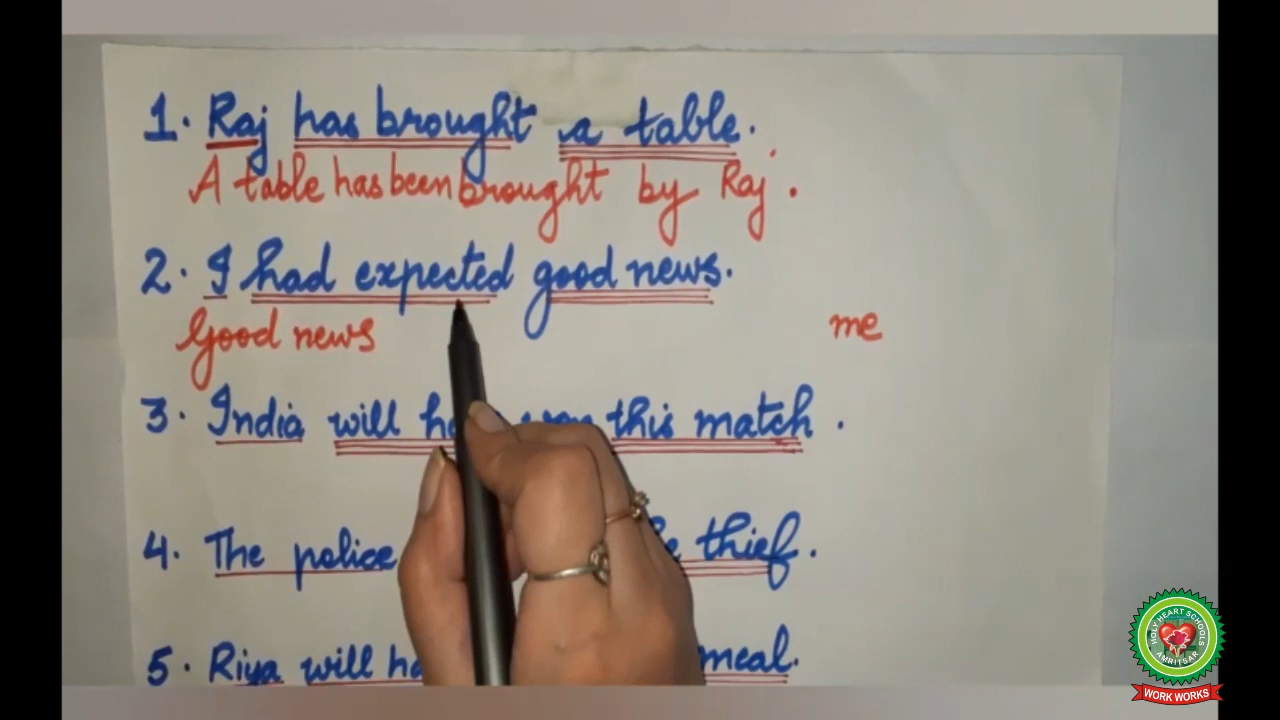 1. Raj has brought a table.
A table has been brought by Raj.
2. I had expected good news.
Good news me
3. India will won this match.
4. The police thief.
5. Riya will meal.
HOLY HEART SCHOOLS
AMRITSAR
WORK WORKS